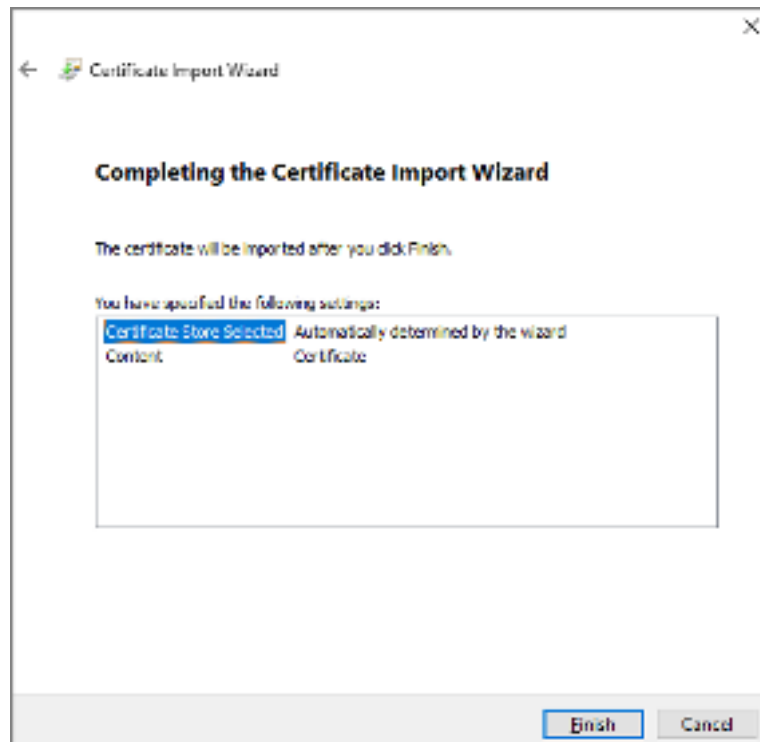 Certificate Import Wizard
Completing the Certificate Import Wizard
The certificate will be imported after you click Finish.
You have specified the following settings:
Certificate Store Selected Automatically determined by the wizard
Content Certificate
Finish Cancel